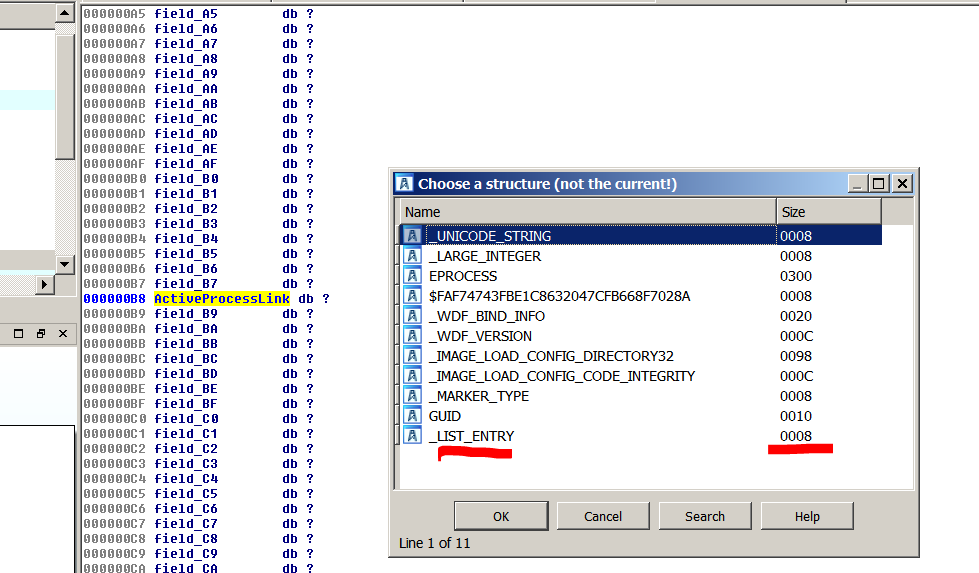 000000A5 field_A5 db ?
000000A6 field_A6 db ?
000000A7 field_A7 db ?
000000A8 field_A8 db ?
000000A9 field_A9 db ?
000000AA field_AA db ?
000000AB field_AB db ?
000000AC field_AC db ?
000000AD field_AD db ?
000000AE field_AE db ?
000000AF field_AF db ?
000000B0 field_B0 db ?
000000B1 field_B1 db ?
000000B2 field_B2 db ?
000000B3 field_B3 db ?
000000B4 field_B4 db ?
000000B5 field_B5 db ?
000000B6 field_B6 db ?
000000B7 field_B7 db ?
000000B8 ActiveProcessLink db ?
000000B9 field_B9 db ?
000000BA field_BA db ?
000000BB field_BB db ?
000000BC field_BC db ?
000000BD field_BD db ?
000000BE field_BE db ?
000000BF field_BF db ?
000000C0 field_C0 db ?
000000C1 field_C1 db ?
000000C2 field_C2 db ?
000000C3 field_C3 db ?
000000C4 field_C4 db ?
000000C5 field_C5 db ?
000000C6 field_C6 db ?
000000C7 field_C7 db ?
000000C8 field_C8 db ?
000000C9 field_C9 db ?
000000CA field_CA db ?
Choose a structure (not the current!)
Name Size
_UNICODE_STRING 0008
_LARGE_INTEGER 0008
EPROCESS 0300
$FAF74743FBE1C8632047CFB668F7028A 0008
_WDF_BIND_INFO 0020
_WDF_VERSION 000C
_IMAGE_LOAD_CONFIG_DIRECTORY32 0098
_IMAGE_LOAD_CONFIG_CODE_INTEGRITY 000C
_MARKER_TYPE 0008
GUID 0010
_LIST_ENTRY 0008
OK Cancel Search Help
Line 1 of 11